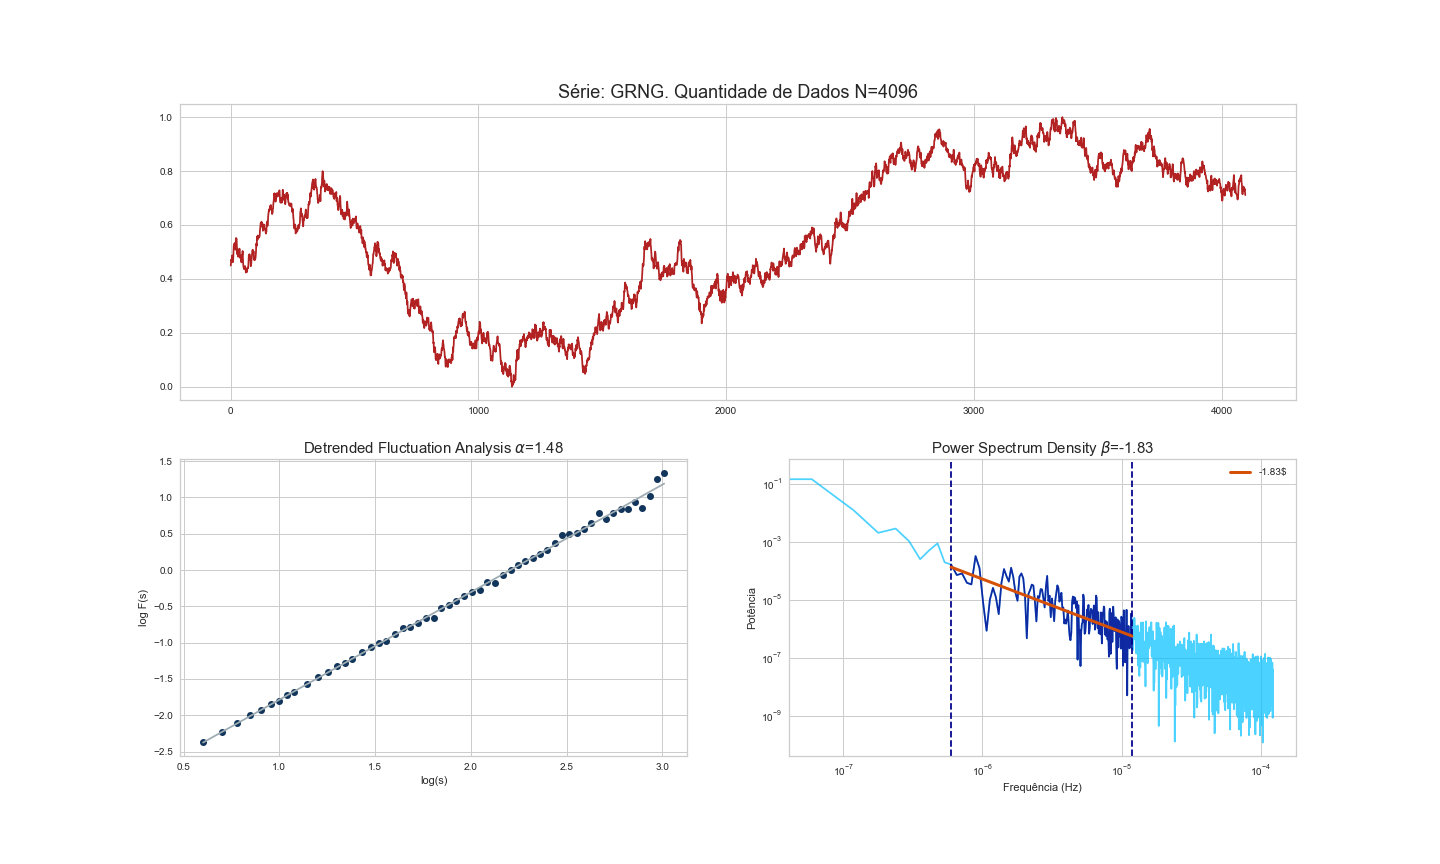 Série: GRNG. Quantidade de Dados N=4096
1.0
0.8
0.6
0.4
0.2
0.0
0 1000 2000 3000 4000
Detrended Fluctuation Analysis α=1.48
log F(s)
1.5
1.0
0.5
0.0
−0.5
−1.0
−1.5
−2.0
−2.5
0.5 1.0 1.5 2.0 2.5 3.0
log(s)
Power Spectrum Density β=-1.83
-1.83$
Potência
10⁻¹
10⁻³
10⁻⁵
10⁻⁷
10⁻⁹
10⁻⁷ 10⁻⁶ 10⁻⁵ 10⁻⁴
Frequência (Hz)